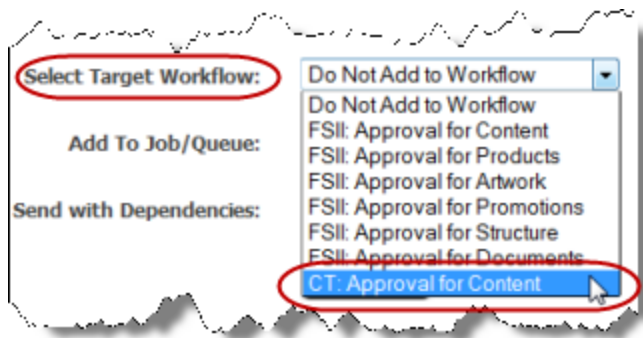 Select Target Workflow:
Do Not Add to Workflow
Do Not Add to Workflow
FSII: Approval for Content
Add To Job/Queue:
FSII: Approval for Products
FSII: Approval for Artwork
Send with Dependencies:
FSII: Approval for Promotions
FSII: Approval for Structure
FSII: Approval for Documents
CT: Approval for Content